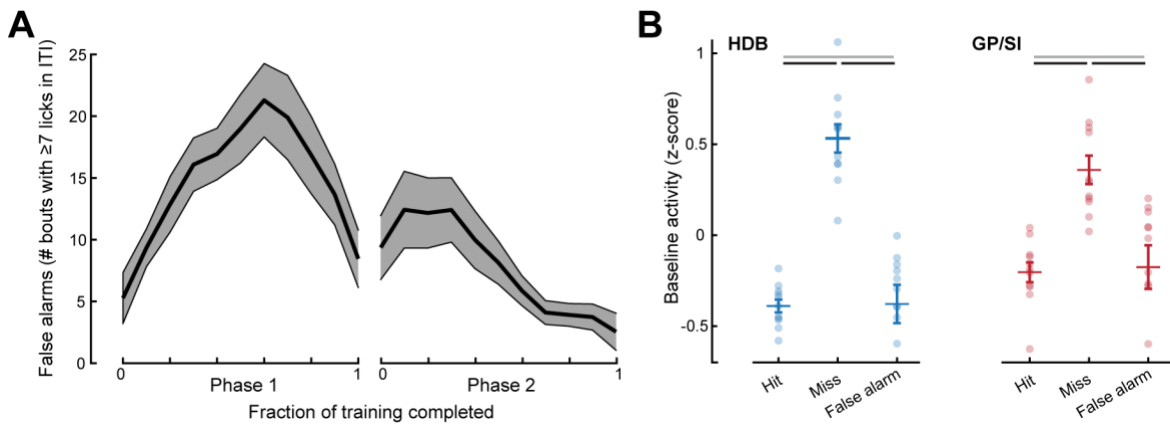 A
False alarms (# bouts with ≥7 licks in ITI)
25
20
15
10
5
0
0
1
0
1
Phase 1
Phase 2
Fraction of training completed
B
HDB
GP/SI
Baseline activity (z-score)
1
0.5
0
-0.5
Hit
Miss
False alarm
Hit
Miss
False alarm